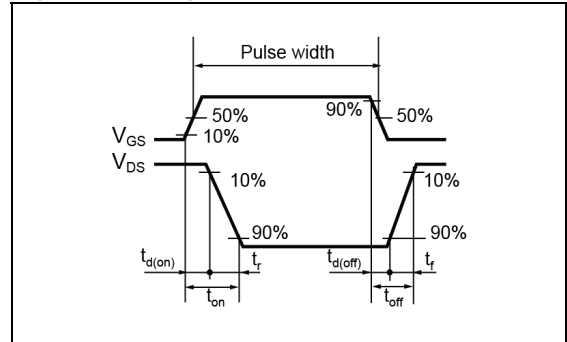 Pulse width
90%
50%
50%
10%
VGS
VDS
10%
10%
90%
90%
td(on)
tr
td(off)
tf
ton
toff